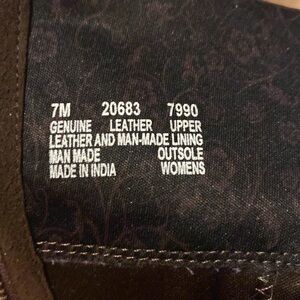 7M 20683 7990
GENUINE LEATHER UPPER
LEATHER AND MAN-MADE LINING
MAN MADE OUTSOLE
MADE IN INDIA WOMENS